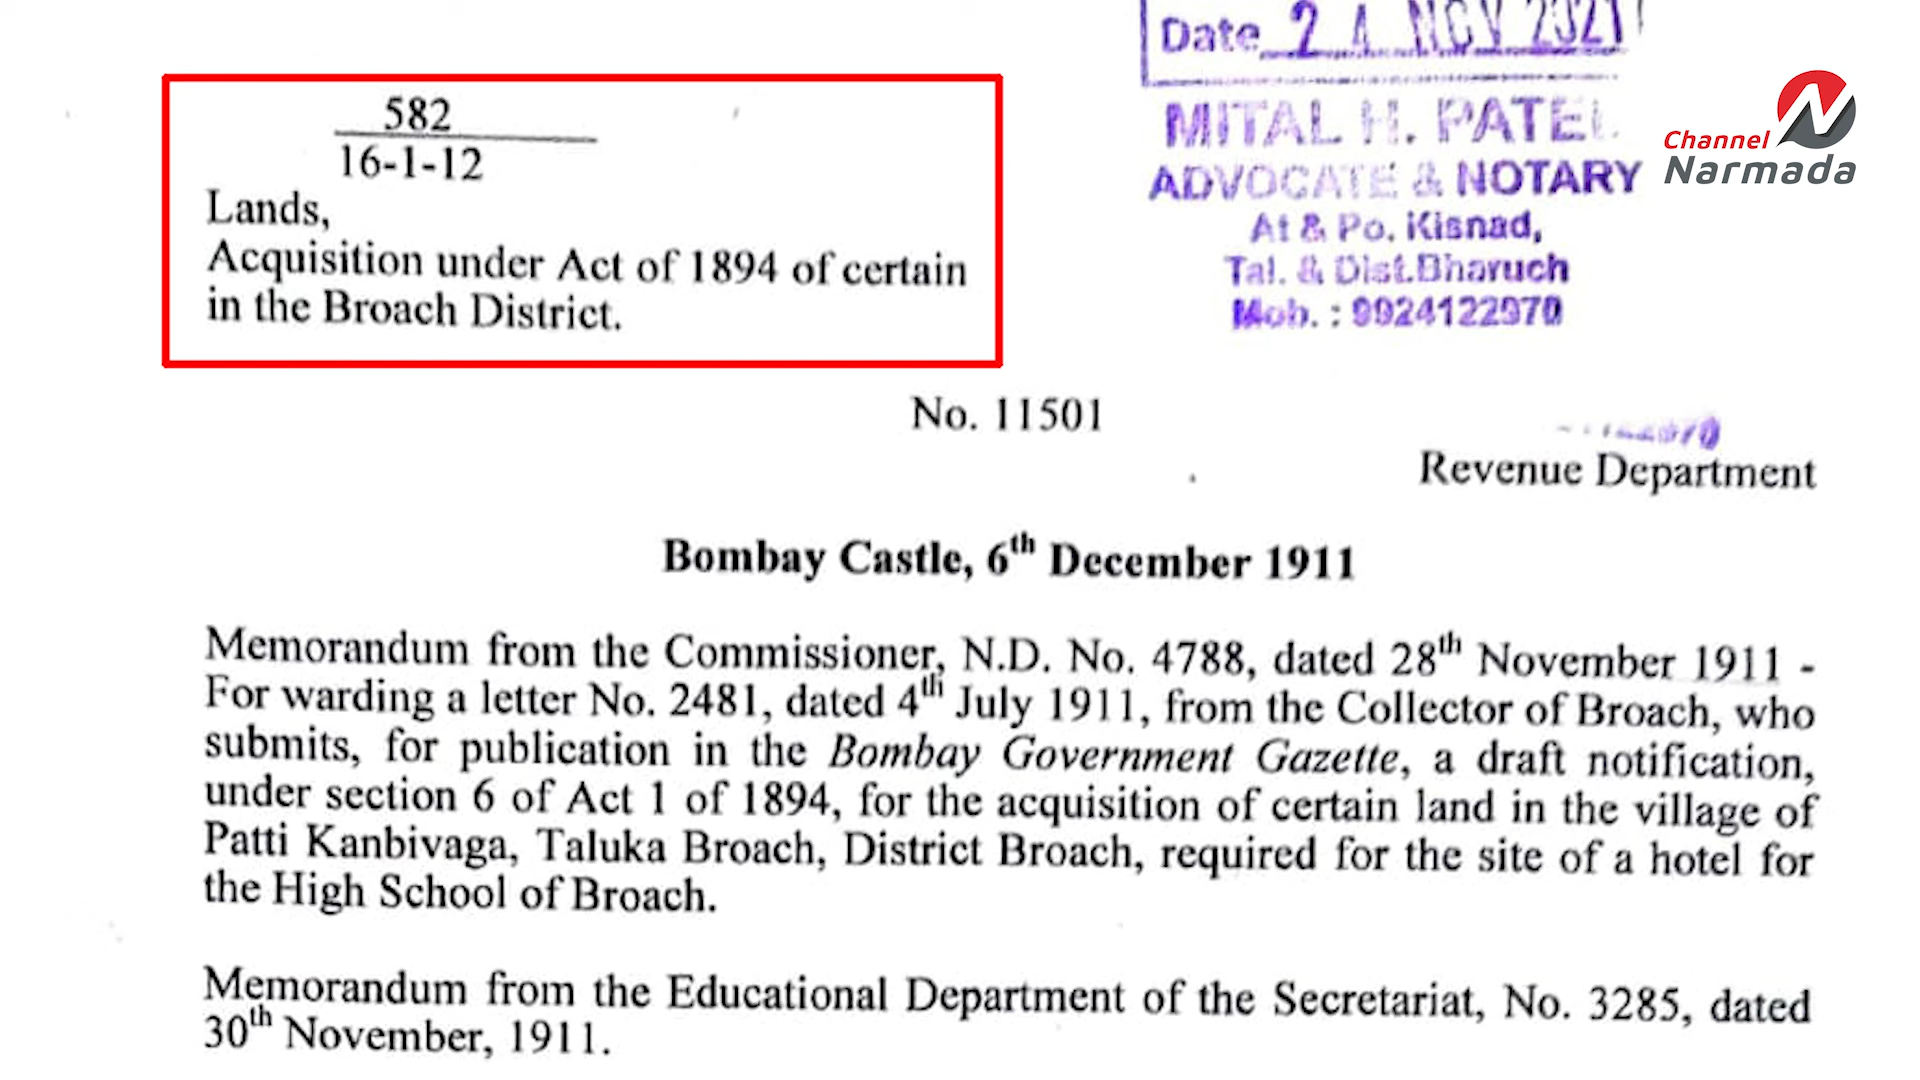 Date 24 NOV 2021
MITAL H. PATEL
ADVOCATE & NOTARY
At & Po. Kisnad,
Tal. & Dist.Bharuch
Mob. : 9924122970
Channel
Narmada
582
16-1-12
Lands,
Acquisition under Act of 1894 of certain
in the Broach District.
No. 11501
Revenue Department
Bombay Castle, 6th December 1911
Memorandum from the Commissioner, N.D. No. 4788, dated 28th November 1911 -
For warding a letter No. 2481, dated 4th July 1911, from the Collector of Broach, who
submits, for publication in the Bombay Government Gazette, a draft notification,
under section 6 of Act 1 of 1894, for the acquisition of certain land in the village of
Patti Kanbivaga, Taluka Broach, District Broach, required for the site of a hotel for
the High School of Broach.
Memorandum from the Educational Department of the Secretariat, No. 3285, dated
30th November, 1911.